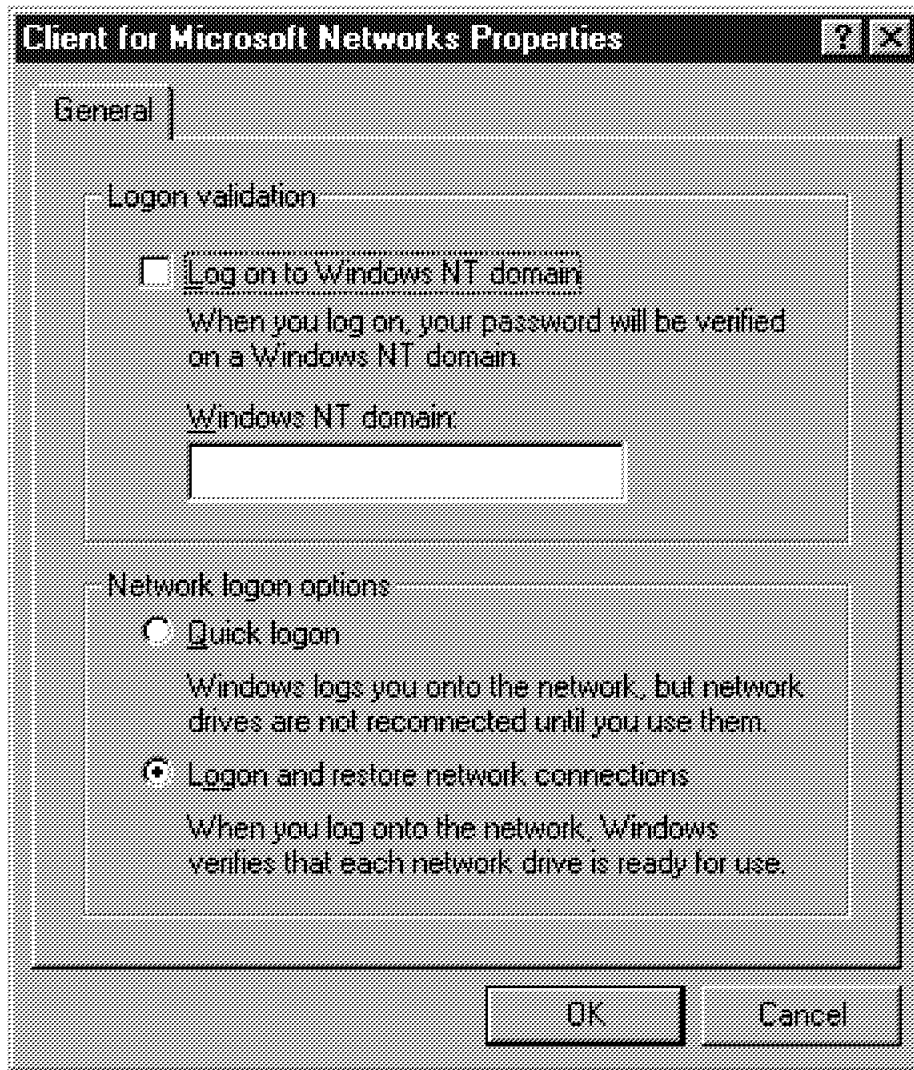 Client for Microsoft Networks Properties
General
Logon validation
Log on to Windows NT domain
When you log on, your password will be verified
on a Windows NT domain.
Windows NT domain:
Network logon options
Quick logon
Windows logs you onto the network, but network
drives are not reconnected until you use them.
Logon and restore network connections
When you log onto the network, Windows
verifies that each network drive is ready for use.
OK Cancel